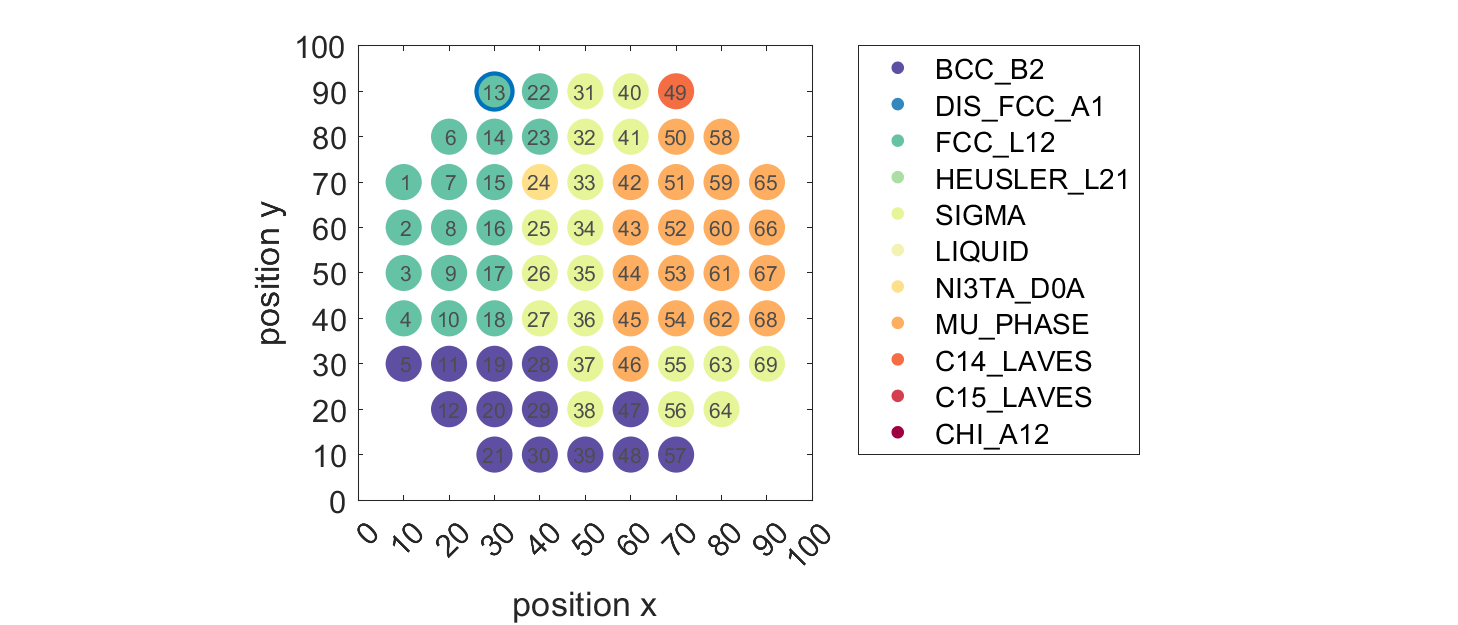 100
90
80
70
60
50
40
30
20
10
0
position y
13 22 31 40 49
6 14 23 32 41 50 58
1 7 15 24 33 42 51 59 65
2 8 16 25 34 43 52 60 66
3 9 17 26 35 44 53 61 67
4 10 18 27 36 45 54 62 68
5 11 19 28 37 46 55 63 69
12 20 29 38 47 56 64
21 30 39 48 57
0 10 20 30 40 50 60 70 80 90 100
position x
BCC_B2
DIS_FCC_A1
FCC_L12
HEUSLER_L21
SIGMA
LIQUID
NI3TA_D0A
MU_PHASE
C14_LAVES
C15_LAVES
CHI_A12